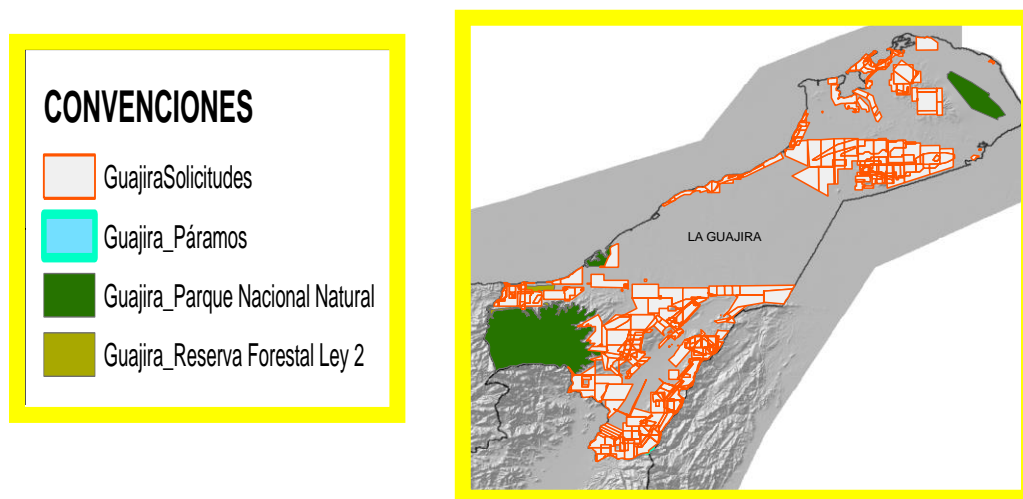 CONVENCIONES
GuajiraSolicitudes
Guajira_Páramos
Guajira_Parque Nacional Natural
Guajira_Reserva Forestal Ley 2
LA GUAJIRA